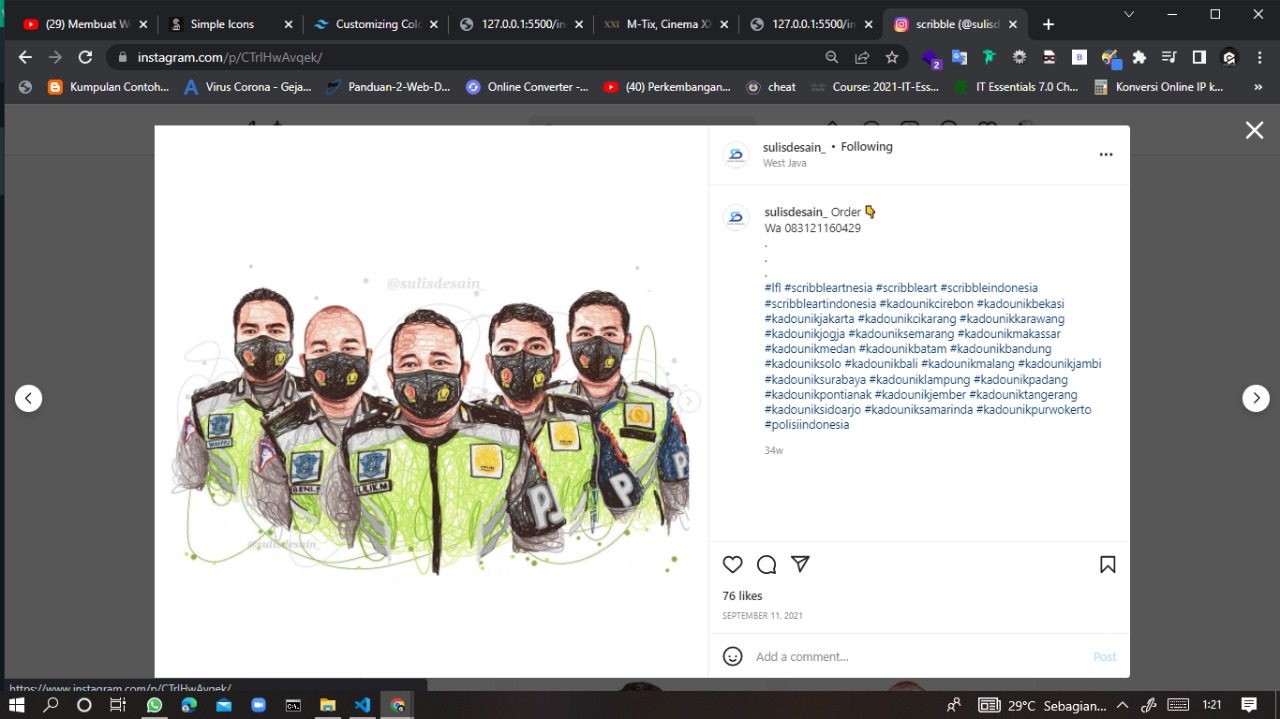 (29) Membuat W
Simple Icons
Customizing Colo
127.0.0.1:5500/in
M-Tix, Cinema X
127.0.0.1:5500/in
scribble (@sulisd
instagram.com/p/CTrlHwAvqek/
2
Kumpulan Contoh...
Virus Corona - Geja...
Panduan-2-Web-D...
Online Converter -...
(40) Perkembangan...
cheat
Course: 2021-IT-Ess...
IT Essentials 7.0 Ch...
Konversi Online IP k...
»
sulisdesain_ • Following
West Java
sulisdesain_ Order 👇
Wa 083121160429
.
.
.
#lfl #scribbleartnesia #scribbleart #scribbleindonesia
#scribbleartindonesia #kadounikcirebon #kadounikbekasi
#kadounikjakarta #kadounikcikarang #kadounikkarawang
#kadounikjogja #kadouniksemarang #kadounikmakassar
#kadounikmedan #kadounikbatam #kadounikbandung
#kadouniksolo #kadounikbali #kadounikmalang #kadounikjambi
#kadouniksurabaya #kadouniklampung #kadounikpadang
#kadounikpontianak #kadounikjember #kadouniktangerang
#kadouniksidoarjo #kadouniksamarinda #kadounikpurwokerto
#polisiindonesia
34w
@sulisdesain_
WAHYU
BENI.S
LILIK.M
PJ
P
P
@sulisdesain_
76 likes
SEPTEMBER 11, 2021
Add a comment...
Post
https://www.instagram.com/p/CTrlHwAvqek/
29°C Sebagian...
1:21